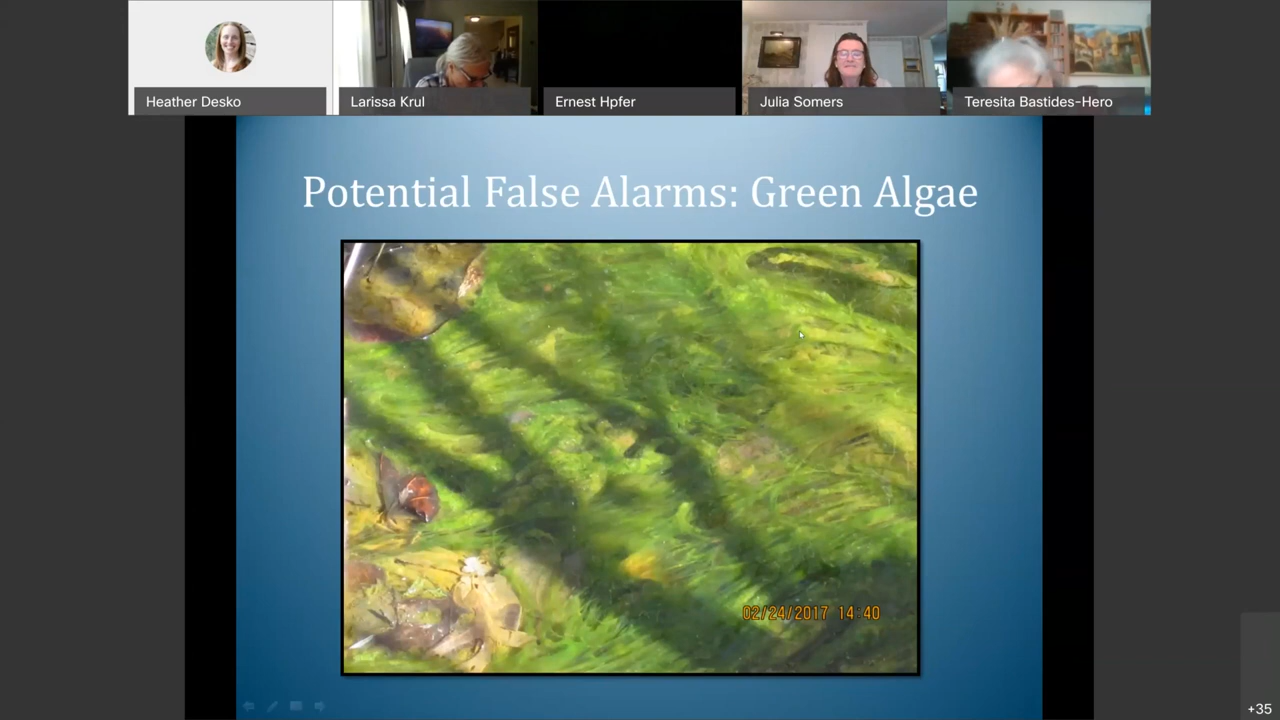 Heather Desko
Larissa Krul
Ernest Hpfer
Julia Somers
Teresita Bastides-Hero
Potential False Alarms: Green Algae
02/24/2017 14:40
+35